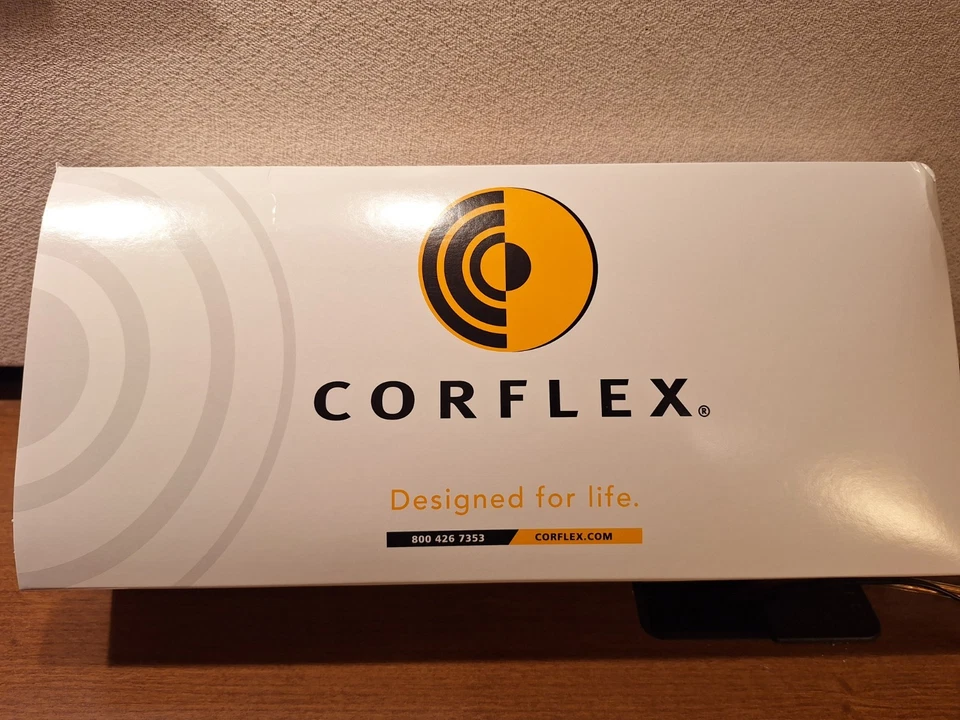 CORFLEX®
Designed for life.
800 426 7353 CORFLEX.COM